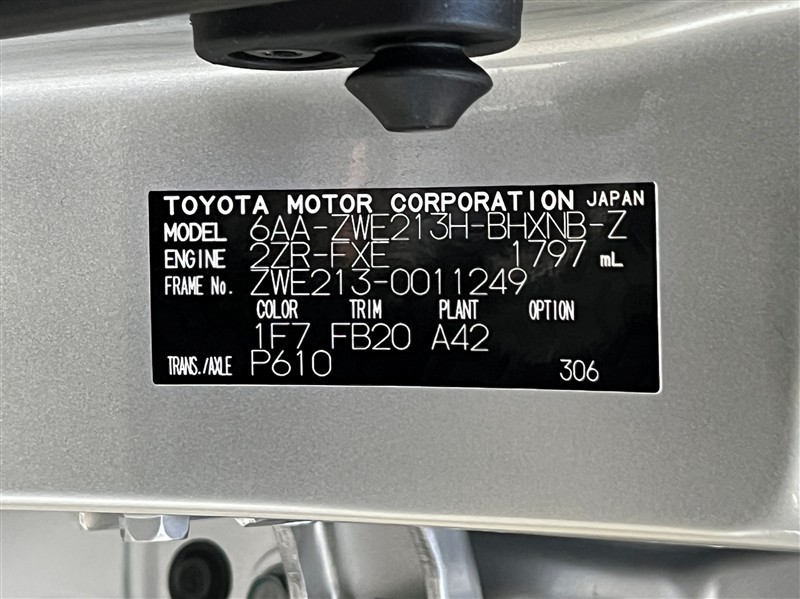 TOYOTA MOTOR CORPORATION JAPAN
MODEL 6AA-ZWE213H-BHXNB-Z
ENGINE 2ZR-FXE 1797 mL
FRAME No. ZWE213-0011249
COLOR TRIM PLANT OPTION
1F7 FB20 A42
TRANS./AXLE P610 306